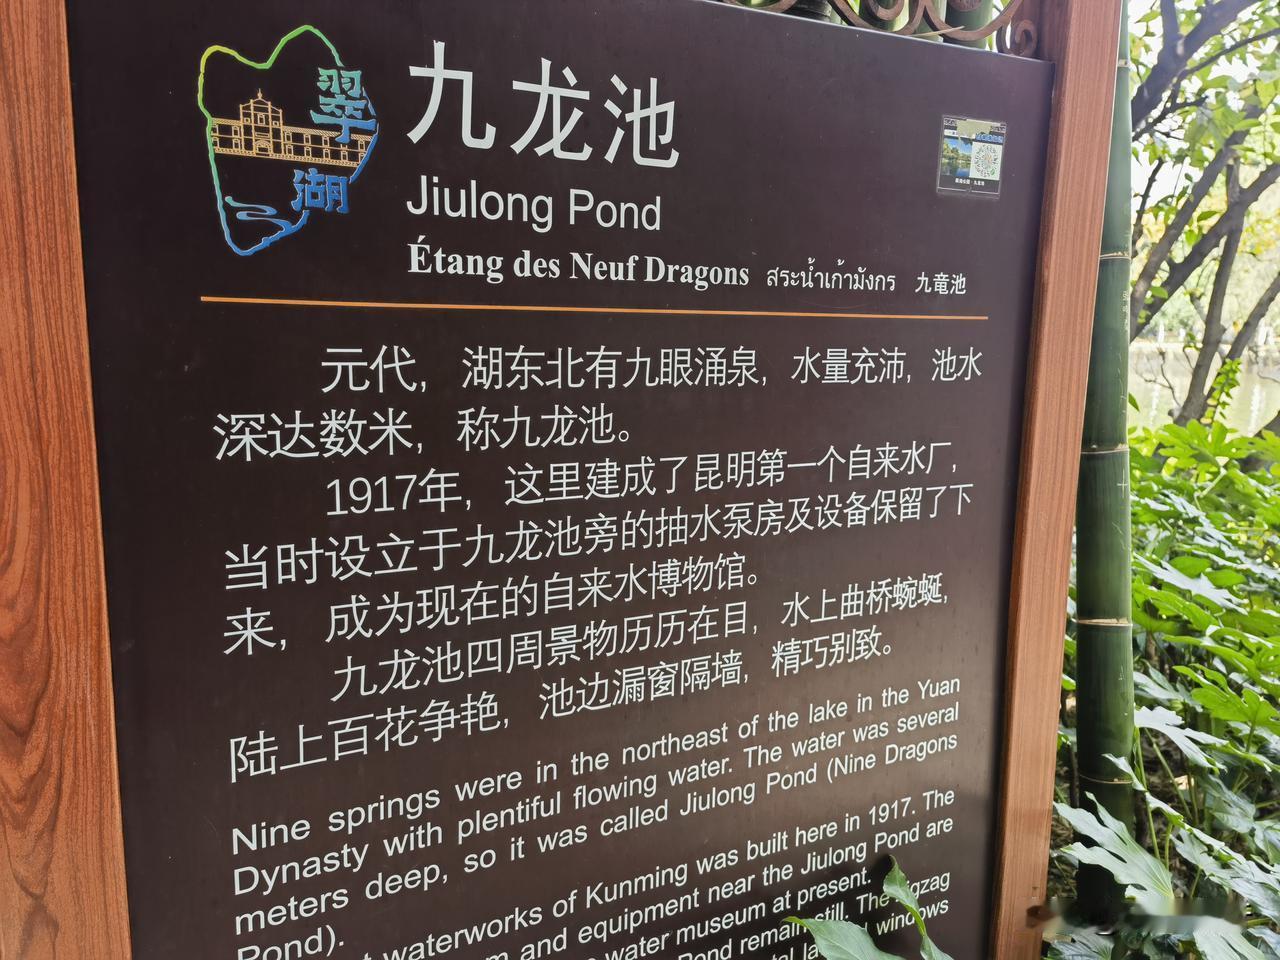 翠
湖
九龙池
Jiulong Pond
Étang des Neuf Dragons สระน้ำเก้ามังกร 九竜池
元代，湖东北有九眼涌泉，水量充沛，池水
深达数米，称九龙池。
1917年，这里建成了昆明第一个自来水厂，
当时设立于九龙池旁的抽水泵房及设备保留了下
来，成为现在的自来水博物馆。
九龙池四周景物历历在目，水上曲桥蜿蜒，
陆上百花争艳，池边漏窗隔墙，精巧别致。
Nine springs were in the northeast of the lake in the Yuan
Dynasty with plentiful flowing water. The water was several
meters deep, so it was called Jiulong Pond (Nine Dragons
Pond).
waterworks of Kunming was built here in 1917. The
and equipment near the Jiulong Pond are
water museum at present.
Pond remain still. The zigzag
windows